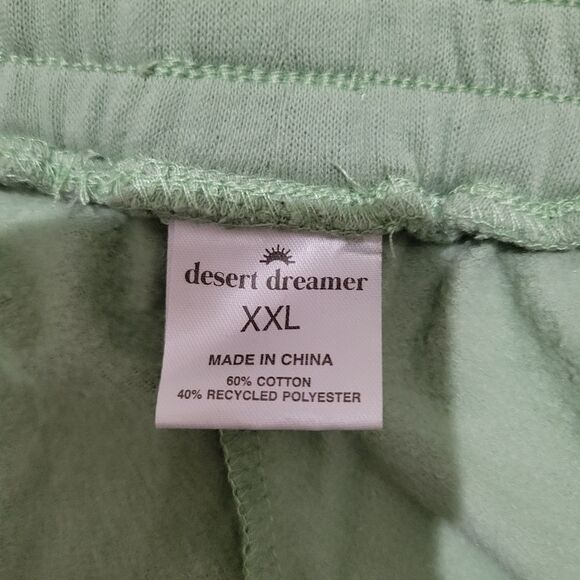 desert dreamer
XXL
MADE IN CHINA
60% COTTON
40% RECYCLED POLYESTER